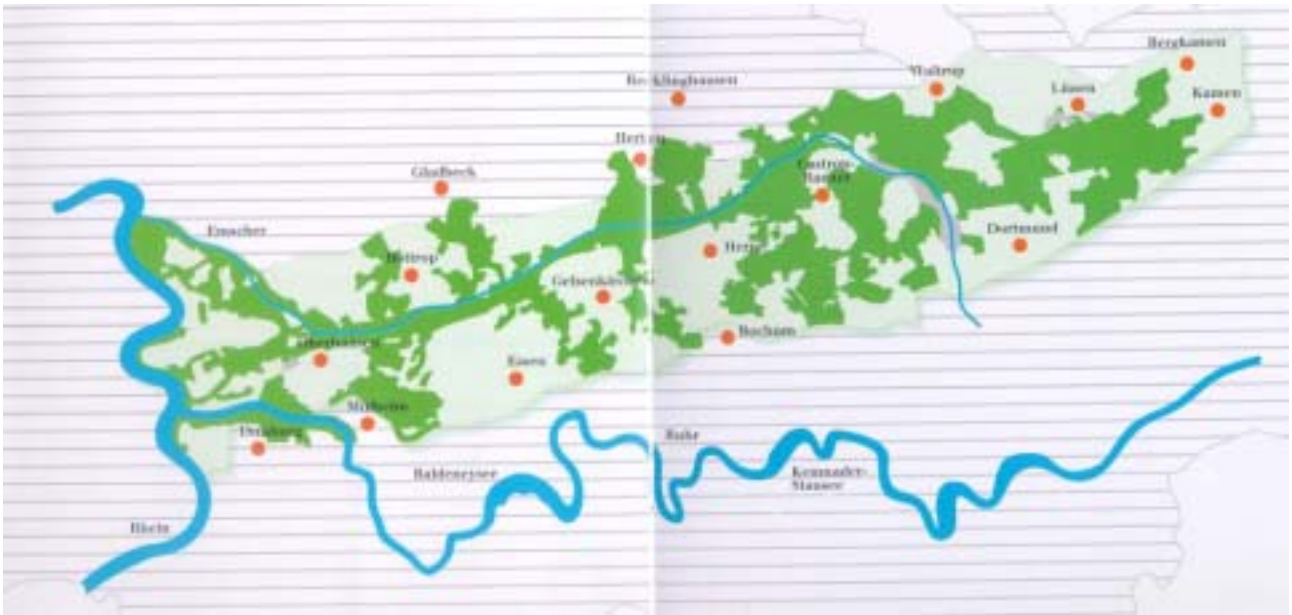 Bergkamen
Waltrop
Recklinghausen
Lünen
Kamen
Herten
Gladbeck
Castrop-
Rauxel
Emscher
Dortmund
Herne
Bottrop
Gelsenkirchen
Bochum
Oberhausen
Essen
Mülheim
Duisburg
Ruhr
Baldeneysee
Kemnader-
Stausee
Rhein